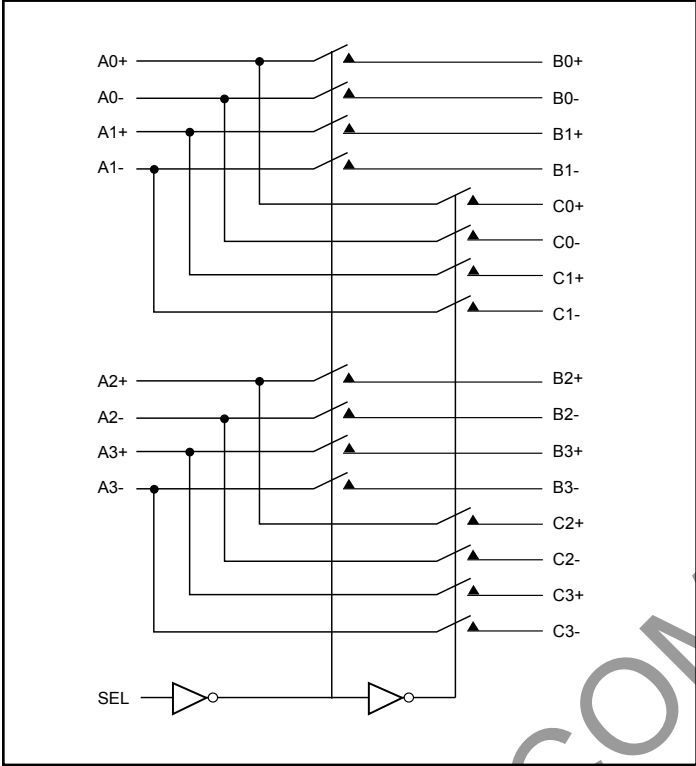 A0+ B0+
A0- B0-
A1+ B1+
A1- B1-
C0+
C0-
C1+
C1-
A2+ B2+
A2- B2-
A3+ B3+
A3- B3-
C2+
C2-
C3+
C3-
SEL
COM